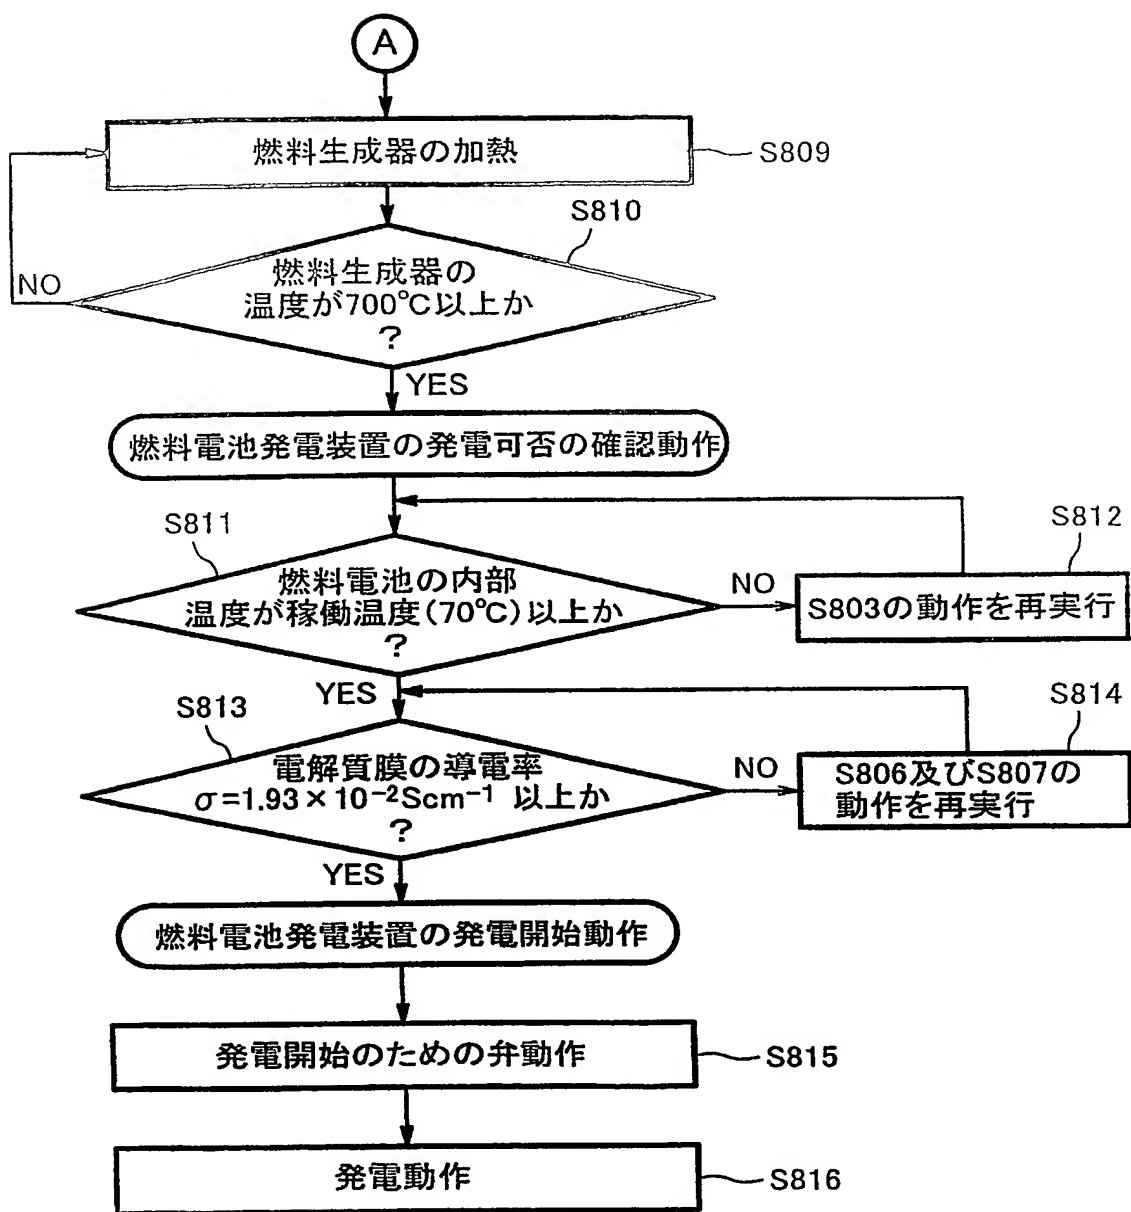 A
燃料生成器の加熱
S809
S810
燃料生成器の
温度が700℃以上か
?
NO
YES
燃料電池発電装置の発電可否の確認動作
S811
燃料電池の内部
温度が稼働温度(70℃)以上か
?
NO
S812
S803の動作を再実行
YES
S813
電解質膜の導電率
σ=1.93×10⁻²Scm⁻¹ 以上か
?
NO
S814
S806及びS807の
動作を再実行
YES
燃料電池発電装置の発電開始動作
発電開始のための弁動作
S815
発電動作
S816